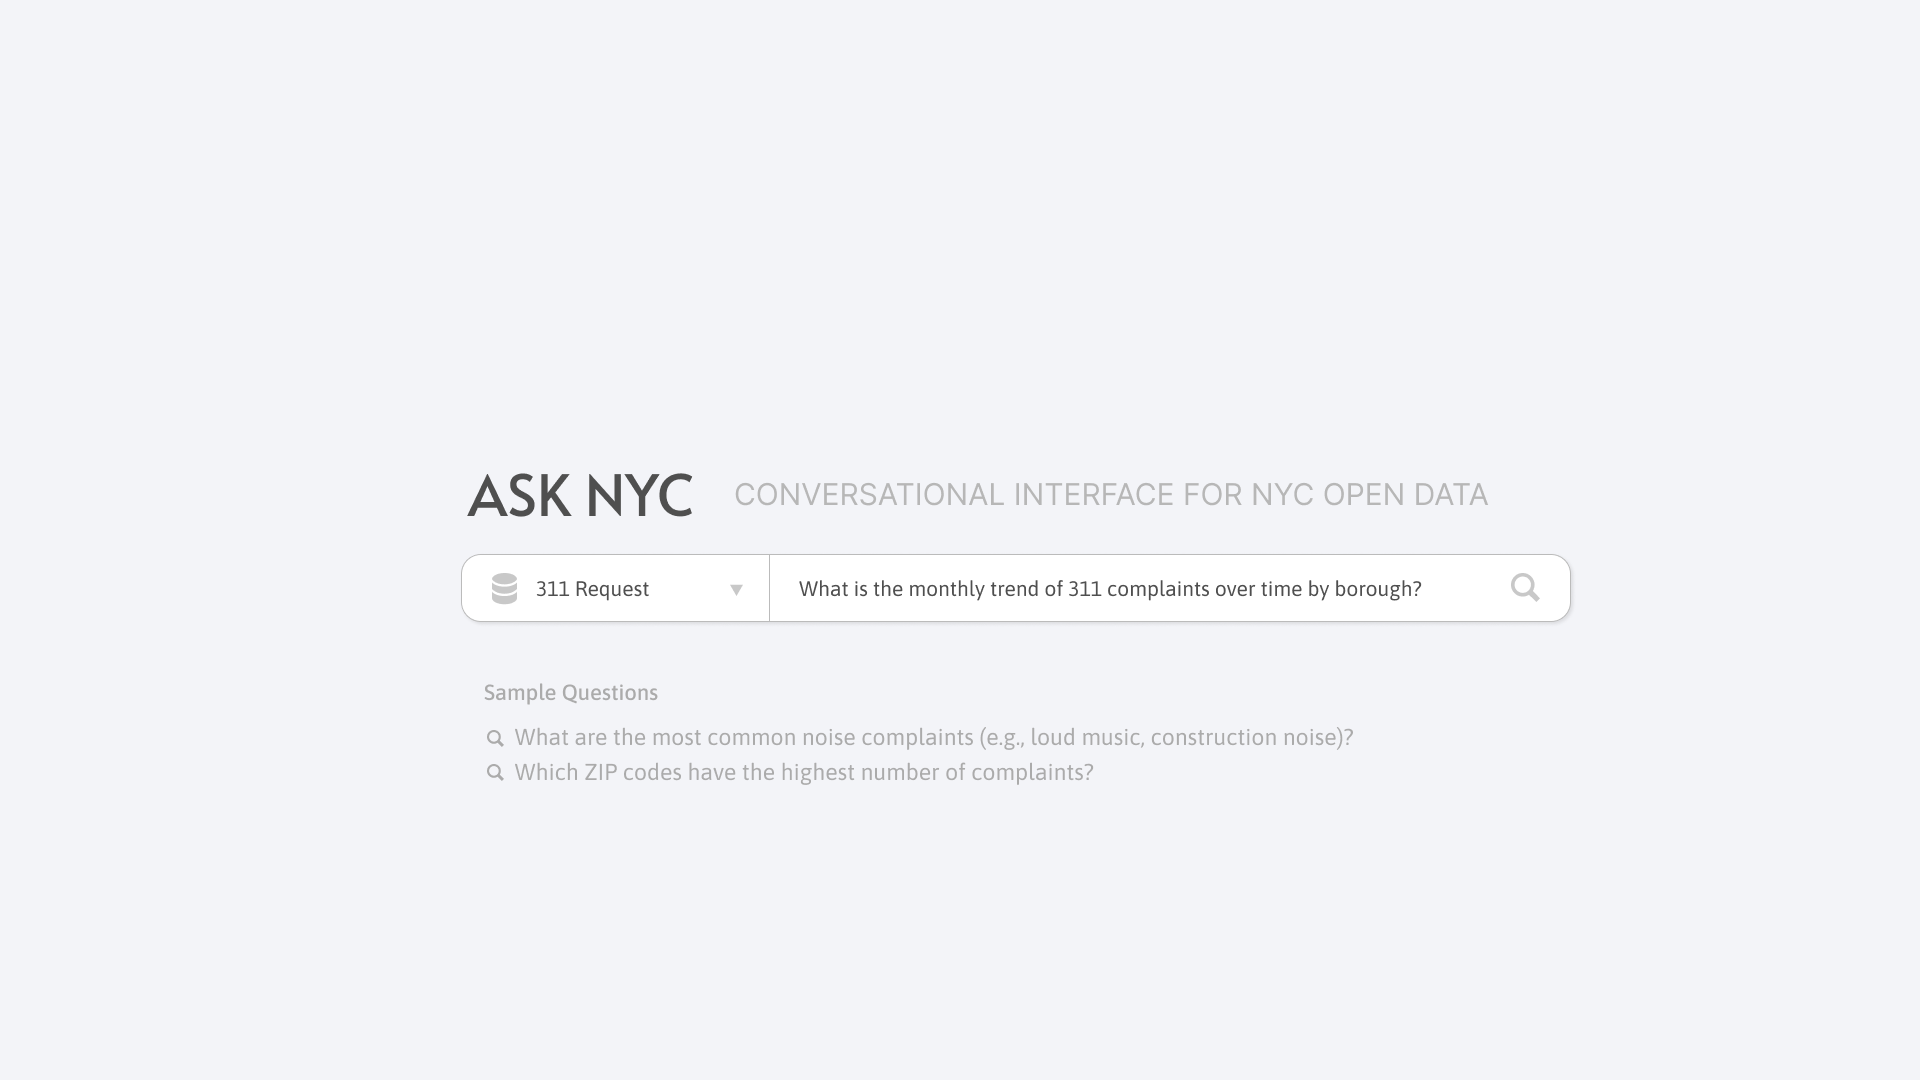 ASK NYC CONVERSATIONAL INTERFACE FOR NYC OPEN DATA
311 Request What is the monthly trend of 311 complaints over time by borough?
Sample Questions
What are the most common noise complaints (e.g., loud music, construction noise)?
Which ZIP codes have the highest number of complaints?